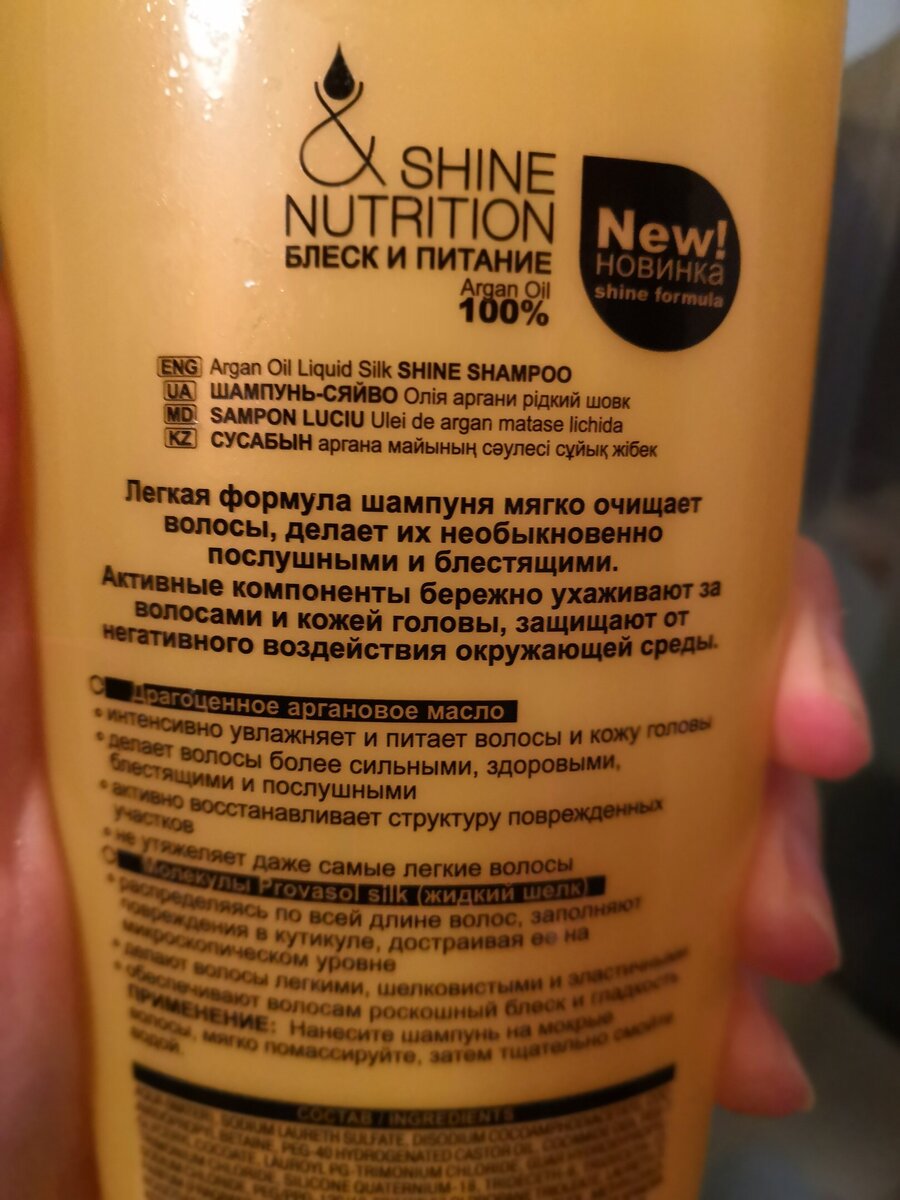 & SHINE
NUTRITION
БЛЕСК И ПИТАНИЕ
Argan Oil
100%
New!
НОВИНКА
shine formula
ENG Argan Oil Liquid Silk SHINE SHAMPOO
UA ШАМПУНЬ-СЯЙВО Олія аргани рідкий шовк
MD SAMPON LUCIU Ulei de argan matase lichida
KZ СУСАБЫН аргана майының сәулесі сұйық жібек
Легкая формула шампуня мягко очищает
волосы, делает их необыкновенно
послушными и блестящими.
Активные компоненты бережно ухаживают за
волосами и кожей головы, защищают от
негативного воздействия окружающей среды.
Драгоценное аргановое масло
• интенсивно увлажняет и питает волосы и кожу головы
• делает волосы более сильными, здоровыми,
блестящими и послушными
• активно восстанавливает структуру поврежденных
участков
• не утяжеляет даже самые легкие волосы
Молекулы Provasol silk (жидкий шелк)
• распределяясь по всей длине волос, заполняют
повреждения в кутикуле, достраивая ее на
микроскопическом уровне
• делают волосы легкими, шелковистыми и эластичными
• обеспечивают волосам роскошный блеск и гладкость
ПРИМЕНЕНИЕ: Нанесите шампунь на мокрые
волосы, мягко помассируйте, затем тщательно смойте
водой.
СОСТАВ / INGREDIENTS
SODIUM LAURETH SULFATE, DISODIUM
BETAINE, PEG-40 HYDROGENATED CASTOR OIL,
LAUROYL PG-TRIMONIUM CHLORIDE,
CHLORIDE, SILICONE QUATERNIUM-16,